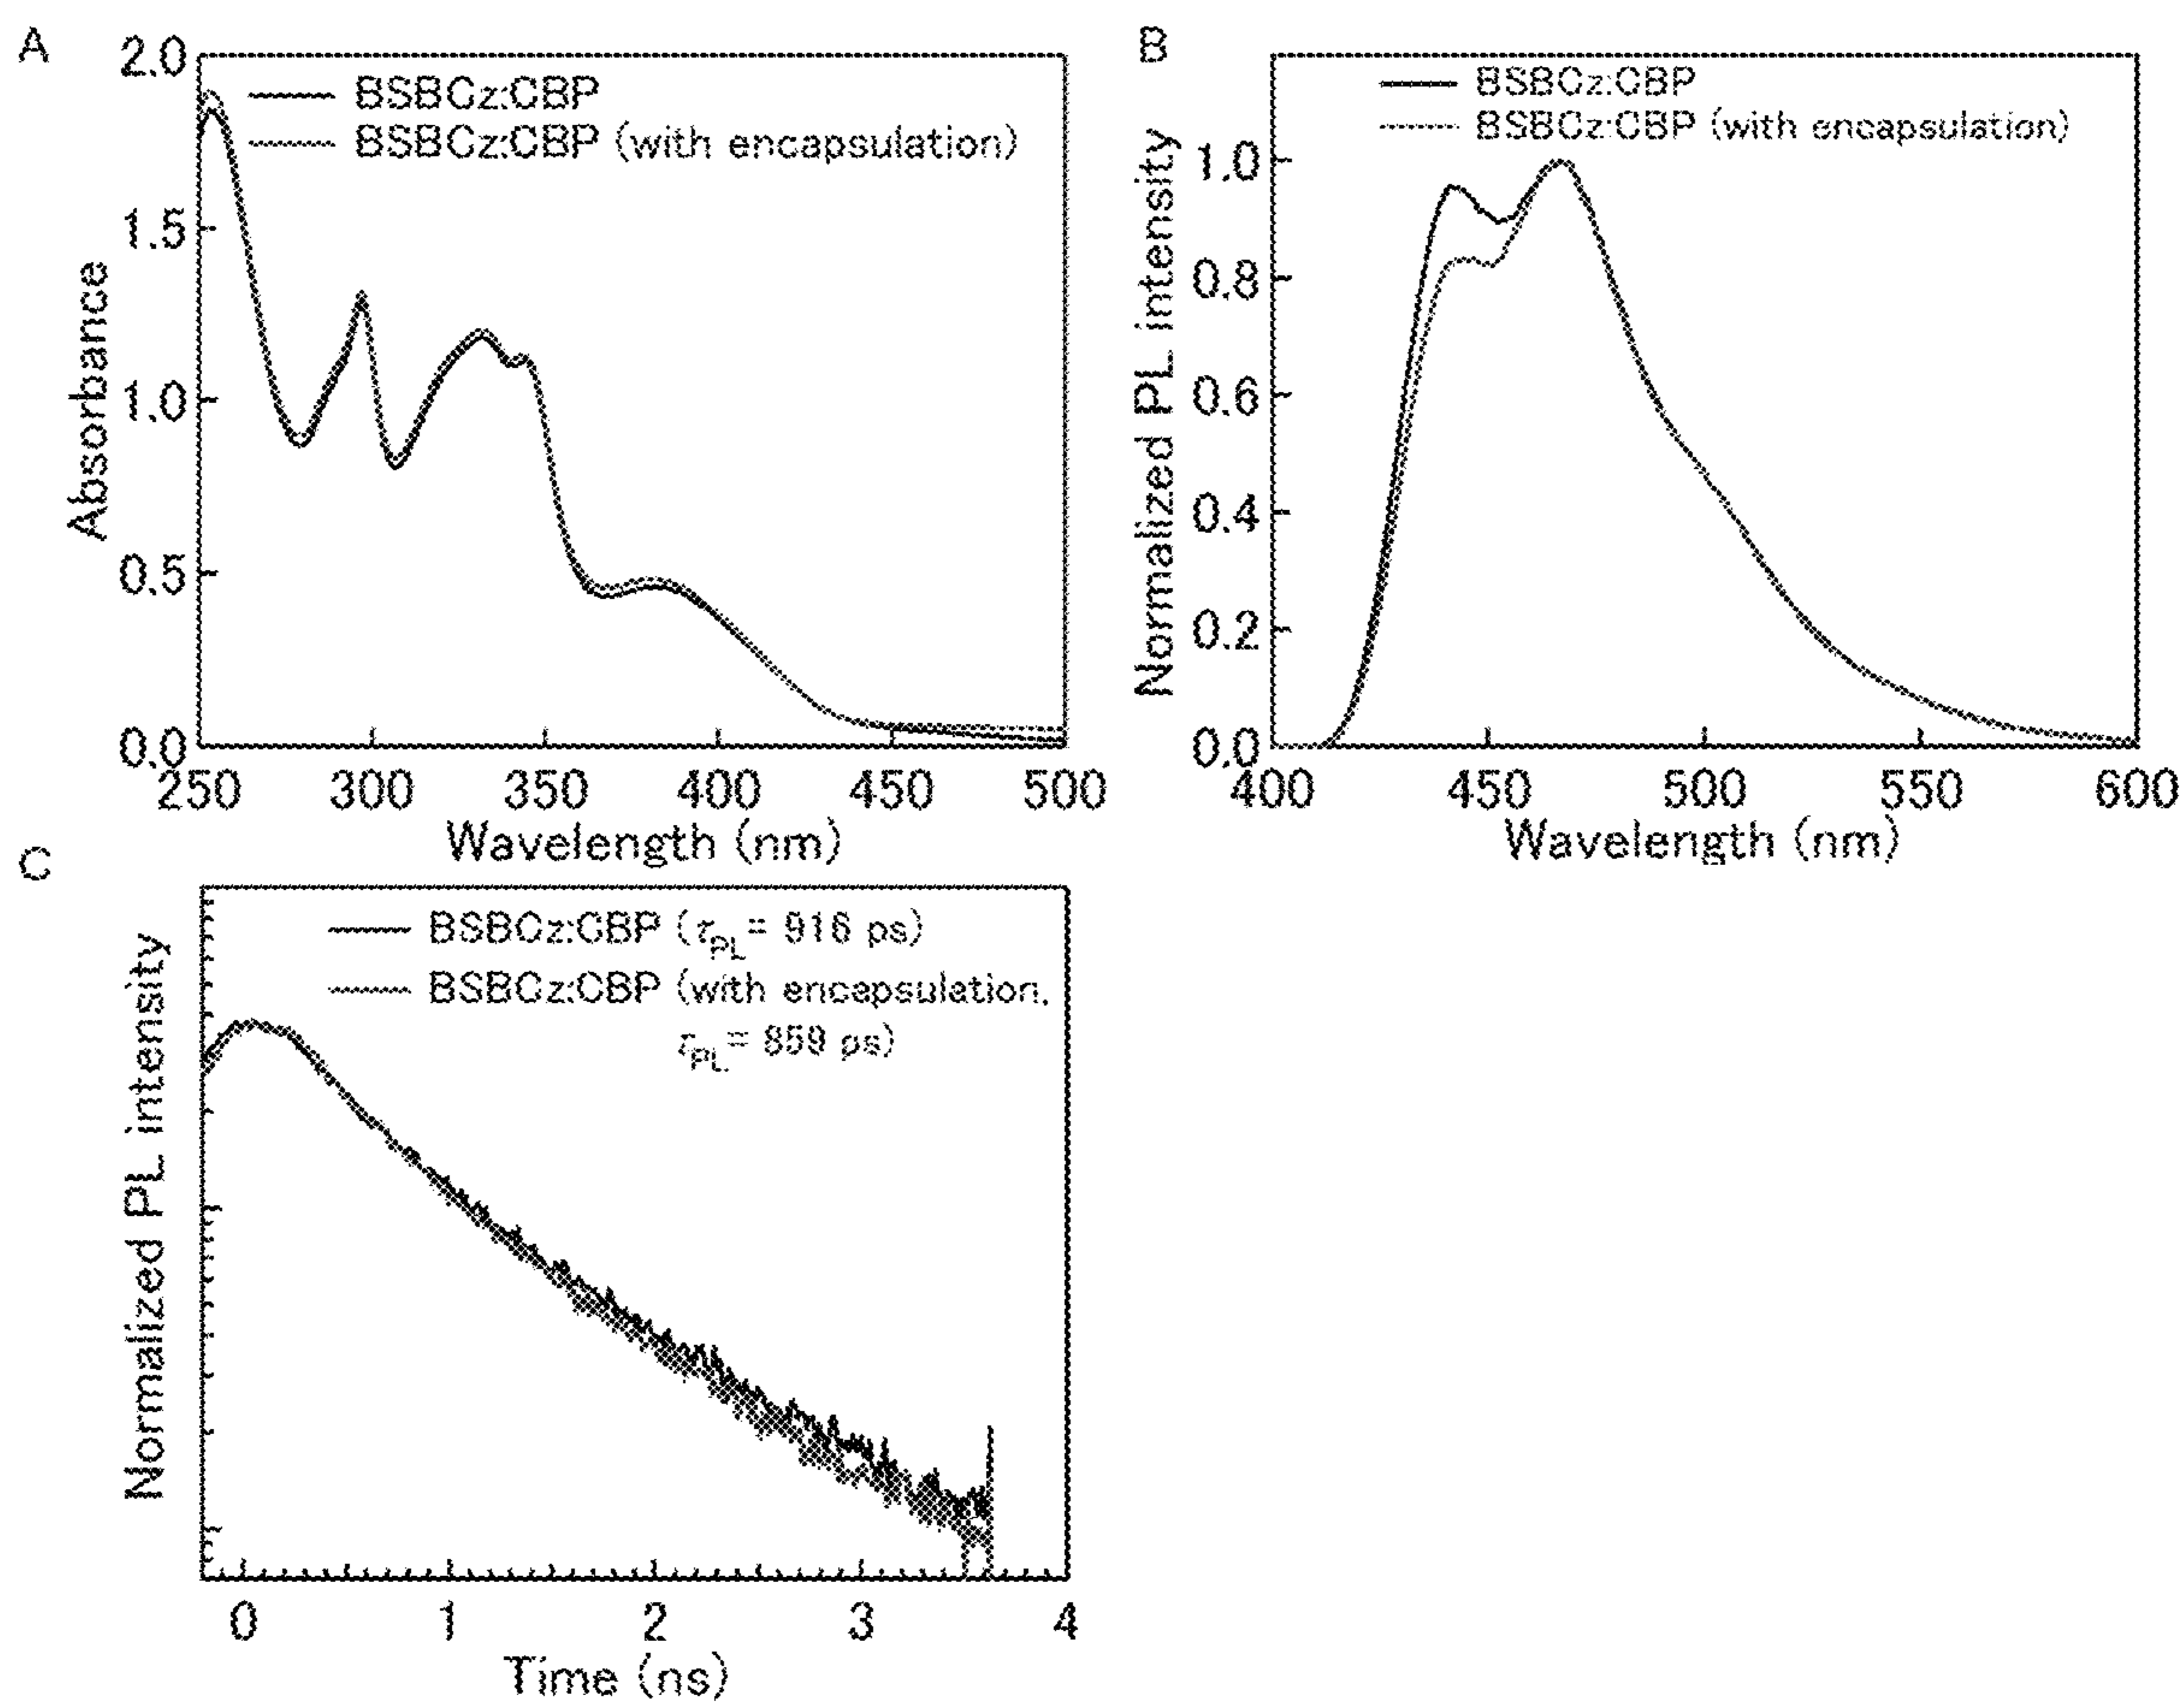 A
2.0
BSBCz:CBP
BSBCz:CBP (with encapsulation)
1.5
1.0
0.5
0.0
Absorbance
250 300 350 400 450 500
Wavelength (nm)
B
BSBCz:CBP
BSBCz:CBP (with encapsulation)
1.0
0.8
0.6
0.4
0.2
0.0
Normalized PL intensity
400 450 500 550 600
Wavelength (nm)
C
BSBCz:CBP (τPL = 916 ps)
BSBCz:CBP (with encapsulation,
τPL = 859 ps)
Normalized PL intensity
0 1 2 3 4
Time (ns)